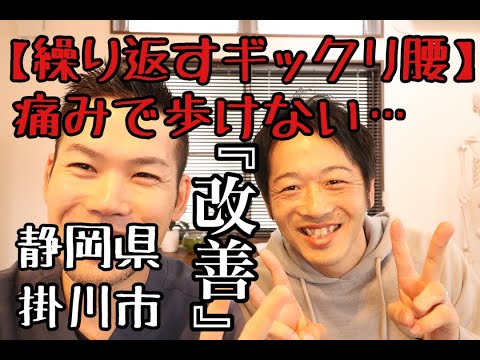 【繰り返すギックリ腰】
痛みで歩けない…
『改善』
静岡県
掛川市